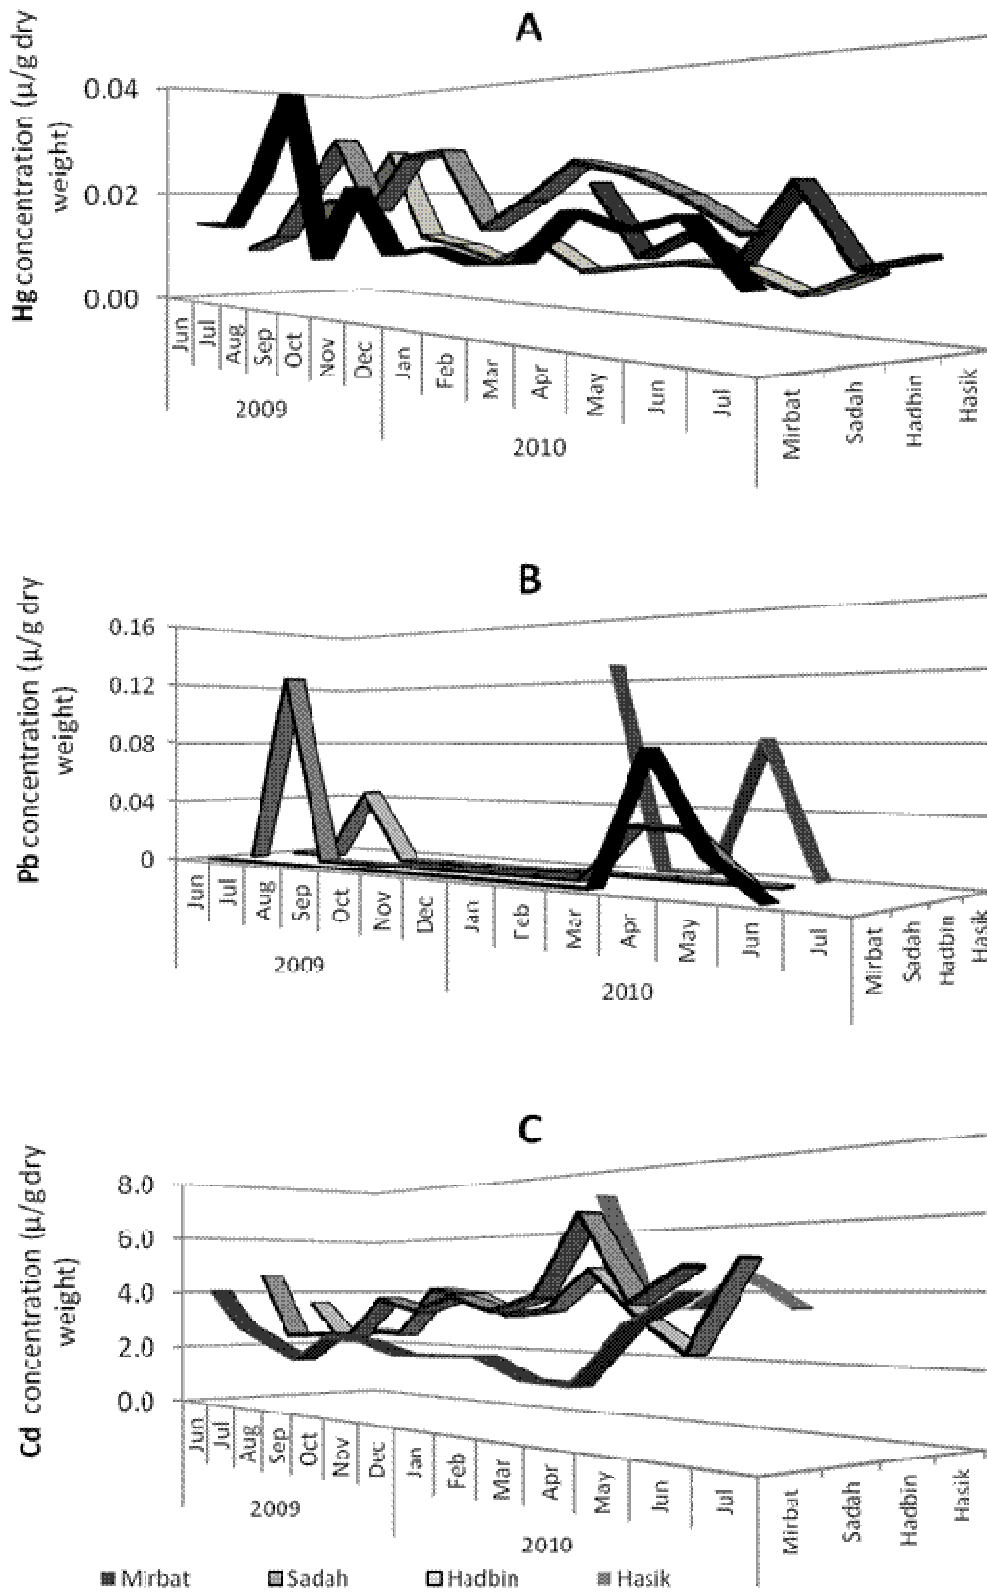 A
Hg concentration (µ/g dry
weight)
0.04
0.02
0.00
Jun Jul Aug Sep Oct Nov Dec Jan Feb Mar Apr May Jun Jul
2009
2010
Mirbat Sadah Hadbin Hasik
B
Pb concentration (µ/g dry
weight)
0.16
0.12
0.08
0.04
0
Jun Jul Aug Sep Oct Nov Dec Jan Feb Mar Apr May Jun Jul
2009
2010
Mirbat Sadah Hadbin Hasik
C
Cd concentration (µ/g dry
weight)
8.0
6.0
4.0
2.0
0.0
Jun Jul Aug Sep Oct Nov Dec Jan Feb Mar Apr May Jun Jul
2009
2010
Mirbat Sadah Hadbin Hasik
Mirbat Sadah Hadbin Hasik